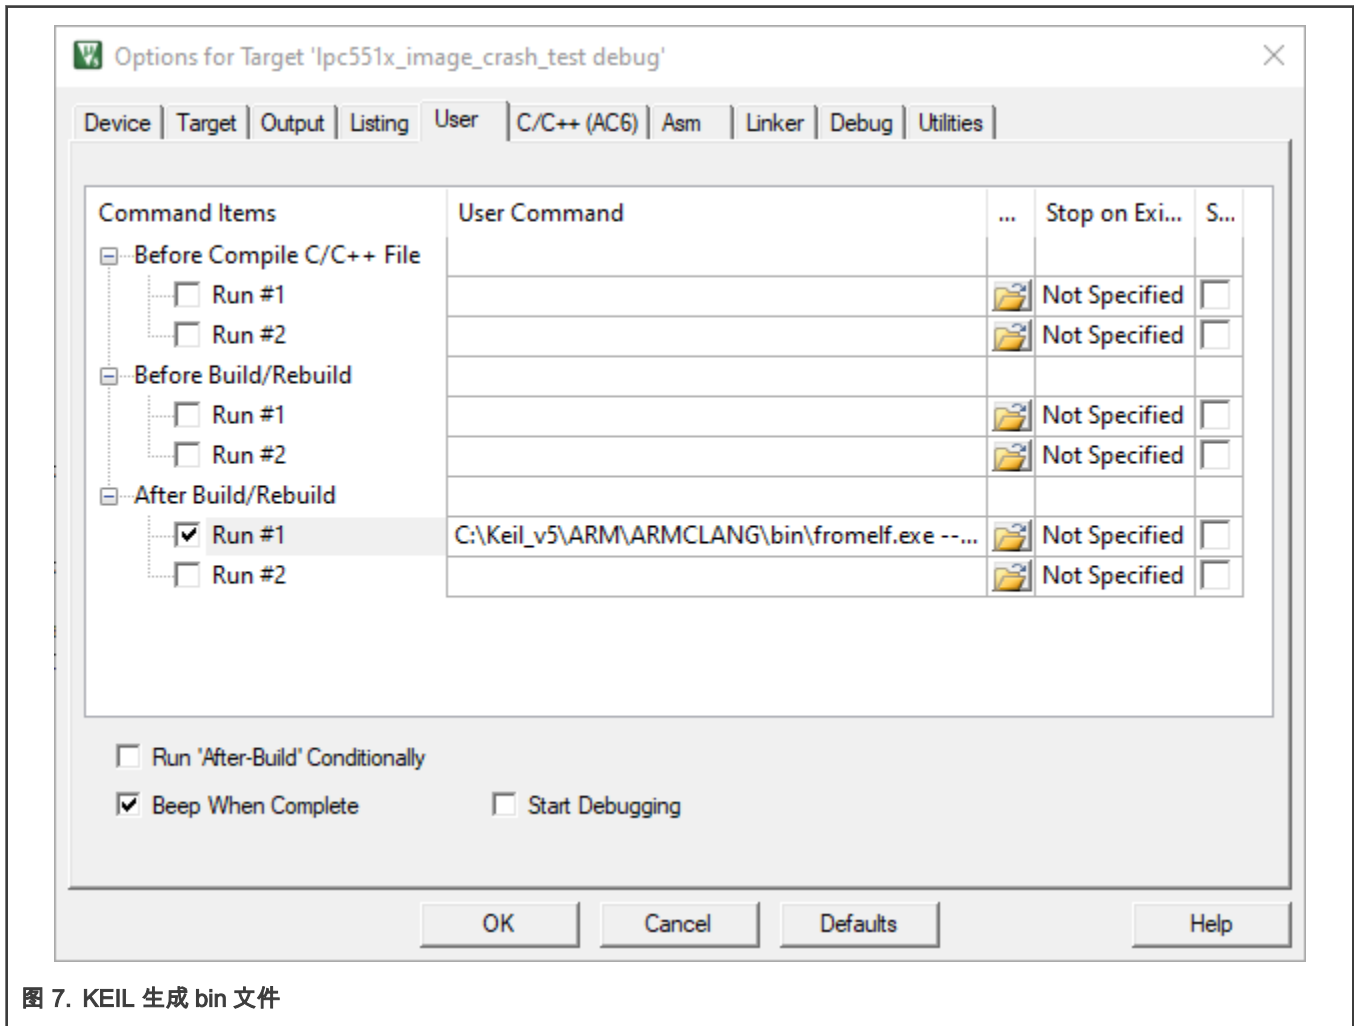 Options for Target 'lpc551x_image_crash_test debug'
Device Target Output Listing User C/C++ (AC6) Asm Linker Debug Utilities
Command Items User Command ... Stop on Exi... S...
Before Compile C/C++ File
Run #1 Not Specified
Run #2 Not Specified
Before Build/Rebuild
Run #1 Not Specified
Run #2 Not Specified
After Build/Rebuild
Run #1 C:\Keil_v5\ARM\ARMCLANG\bin\fromelf.exe --... Not Specified
Run #2 Not Specified
Run 'After-Build' Conditionally
Beep When Complete Start Debugging
OK Cancel Defaults Help
图 7. KEIL 生成 bin 文件